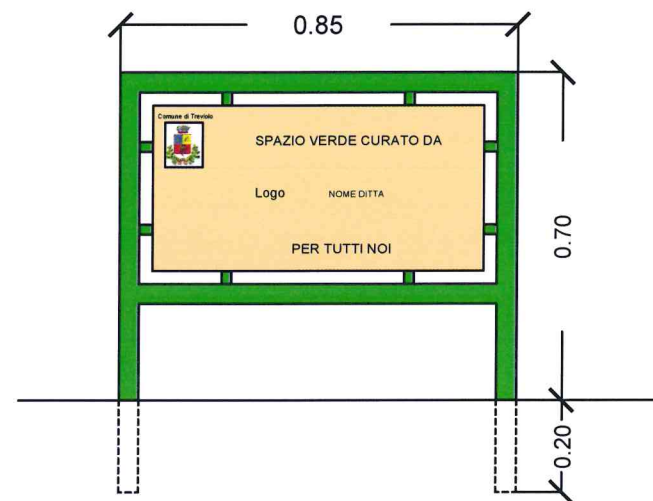 0.85
Comune di Treviolo
SPAZIO VERDE CURATO DA
Logo NOME DITTA
PER TUTTI NOI
0.70
0.20